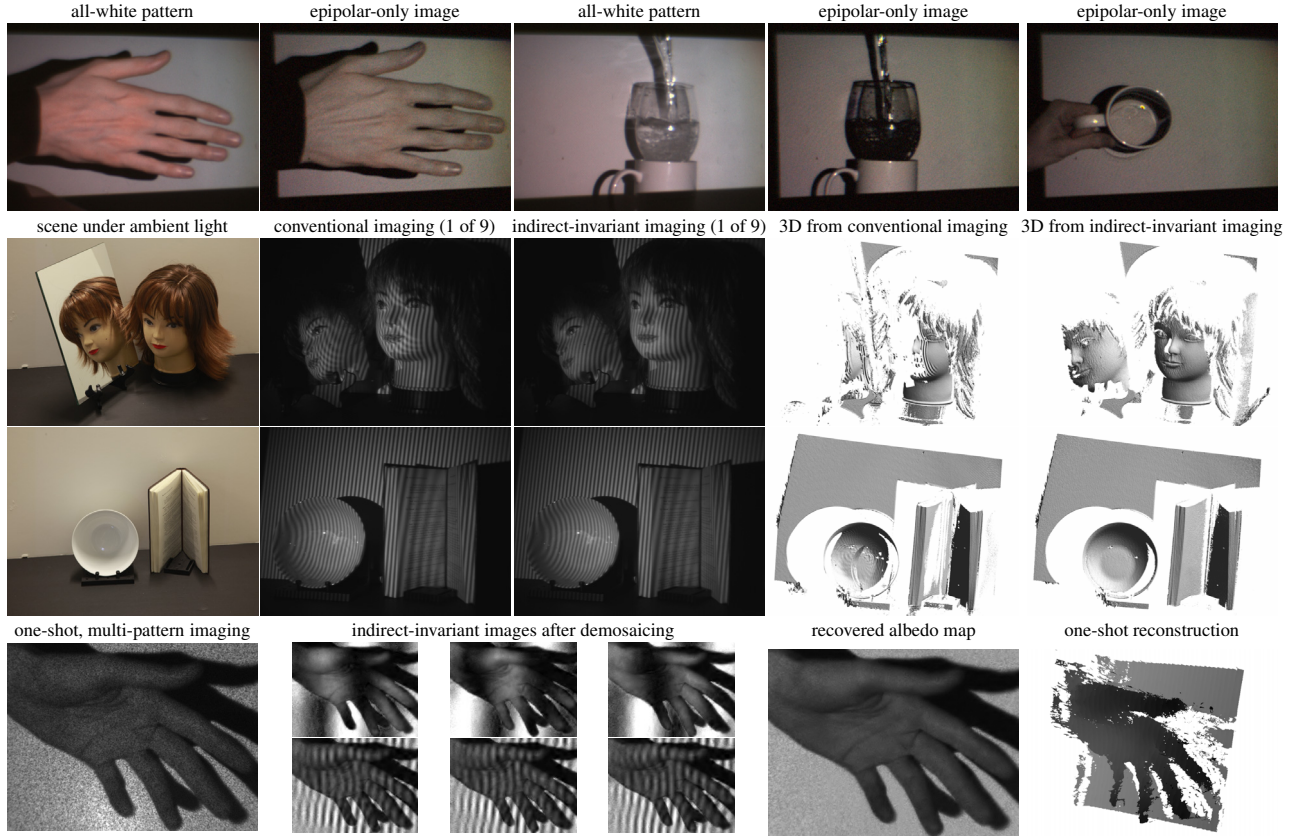 all-white pattern
epipolar-only image
all-white pattern
epipolar-only image
epipolar-only image
scene under ambient light
conventional imaging (1 of 9)
indirect-invariant imaging (1 of 9)
3D from conventional imaging
3D from indirect-invariant imaging
one-shot, multi-pattern imaging
indirect-invariant images after demosaicing
recovered albedo map
one-shot reconstruction